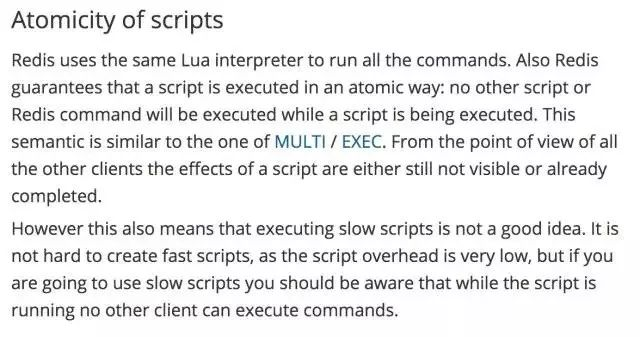 Atomicity of scripts
Redis uses the same Lua interpreter to run all the commands. Also Redis
guarantees that a script is executed in an atomic way: no other script or
Redis command will be executed while a script is being executed. This
semantic is similar to the one of MULTI / EXEC. From the point of view of all
the other clients the effects of a script are either still not visible or already
completed.
However this also means that executing slow scripts is not a good idea. It is
not hard to create fast scripts, as the script overhead is very low, but if you
are going to use slow scripts you should be aware that while the script is
running no other client can execute commands.